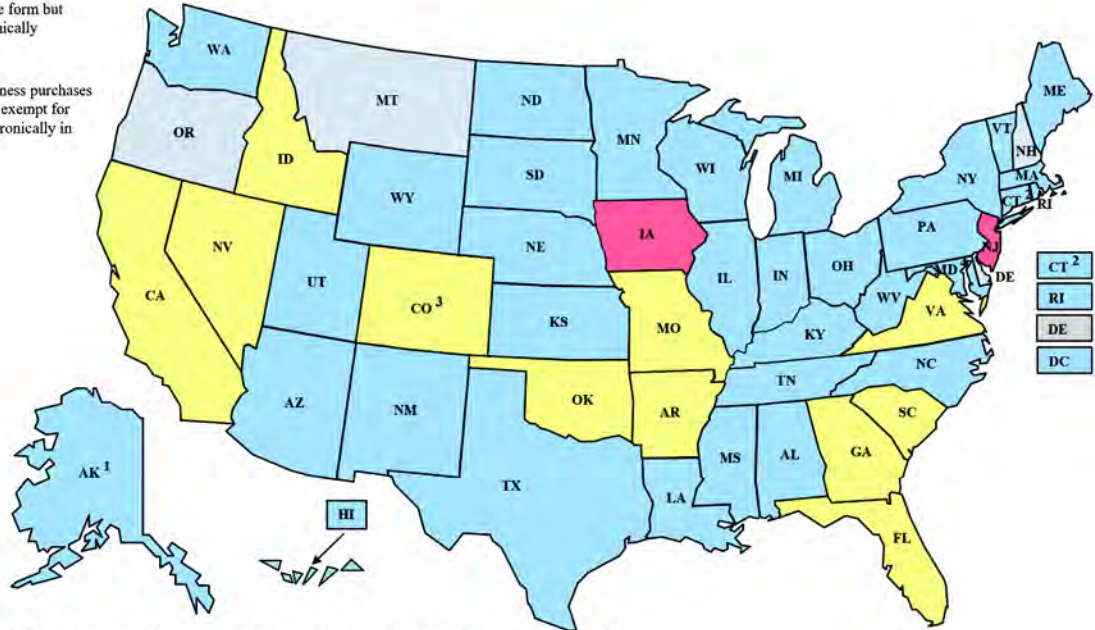 e form but
nically
ness purchases
exempt for
ronically in
WA
MT
ND
MN
ME
VT
NH
OR
ID
WY
SD
WI
MI
NY
MA
CT 2
RI
NV
UT
NE
IA
PA
NJ
CA
CO 3
KS
IL
IN
OH
MD
DE
CT 2
RI
DE
DC
WV
VA
MO
KY
AZ
NM
OK
AR
TN
NC
SC
MS
AL
GA
AK 1
TX
LA
HI
FL